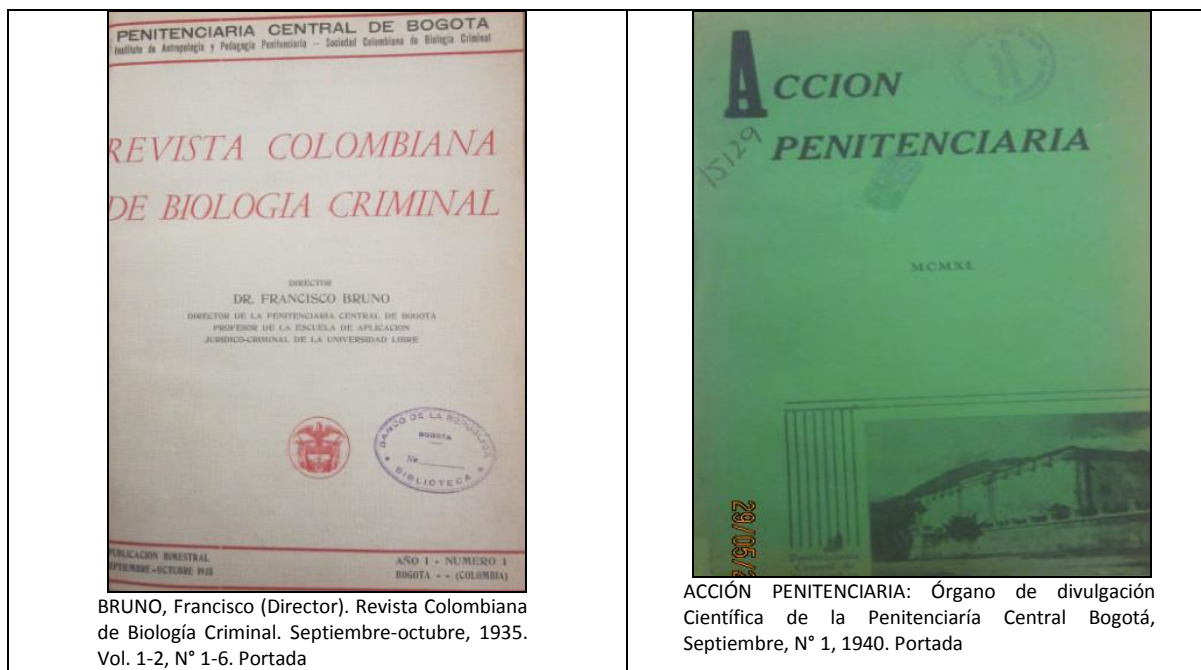 PENITENCIARIA CENTRAL DE BOGOTA
Instituto de Antropología y Pedagogía Penitenciaria — Sociedad Colombiana de Biología Criminal
REVISTA COLOMBIANA
DE BIOLOGIA CRIMINAL
DIRECTOR
DR. FRANCISCO BRUNO
DIRECTOR DE LA PENITENCIARIA CENTRAL DE BOGOTA
PROFESOR DE LA ESCUELA DE APLICACION
JURIDICO-CRIMINAL DE LA UNIVERSIDAD LIBRE
BANCO DE LA REPUBLICA
BOGOTA
No.
BIBLIOTECA
PUBLICACION BIMESTRAL
SEPTIEMBRE - OCTUBRE 1935
AÑO 1 - NUMERO 1
BOGOTA - - (COLOMBIA)
BRUNO, Francisco (Director). Revista Colombiana
de Biología Criminal. Septiembre-octubre, 1935.
Vol. 1-2, N° 1-6. Portada
ACCION
PENITENCIARIA
15129
MCMXL
Penitenciaria
Central de
29/05/
ACCIÓN PENITENCIARIA: Órgano de divulgación
Científica de la Penitenciaría Central Bogotá,
Septiembre, N° 1, 1940. Portada